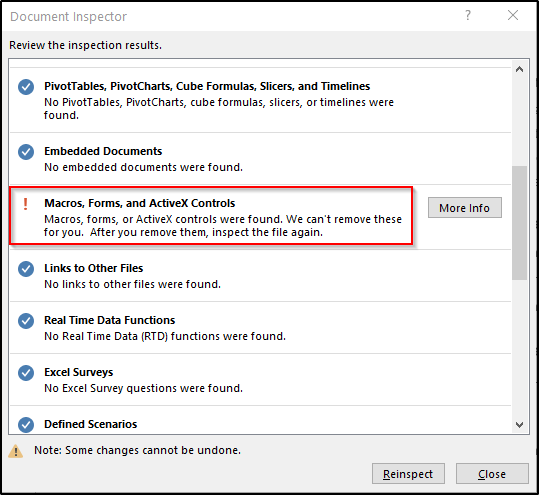 Document Inspector
?
Review the inspection results.
PivotTables, PivotCharts, Cube Formulas, Slicers, and Timelines
No PivotTables, PivotCharts, cube formulas, slicers, or timelines were
found.
Embedded Documents
No embedded documents were found.
! Macros, Forms, and ActiveX Controls
Macros, forms, or ActiveX controls were found. We can't remove these
for you.  After you remove them, inspect the file again.
More Info
Links to Other Files
No links to other files were found.
Real Time Data Functions
No Real Time Data (RTD) functions were found.
Excel Surveys
No Excel Survey questions were found.
Defined Scenarios
Note: Some changes cannot be undone.
Reinspect
Close